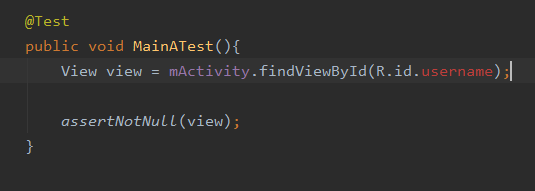 @Test
public void MainATest(){
View view = mActivity.findViewById(R.id.username);
assertNotNull(view);
}